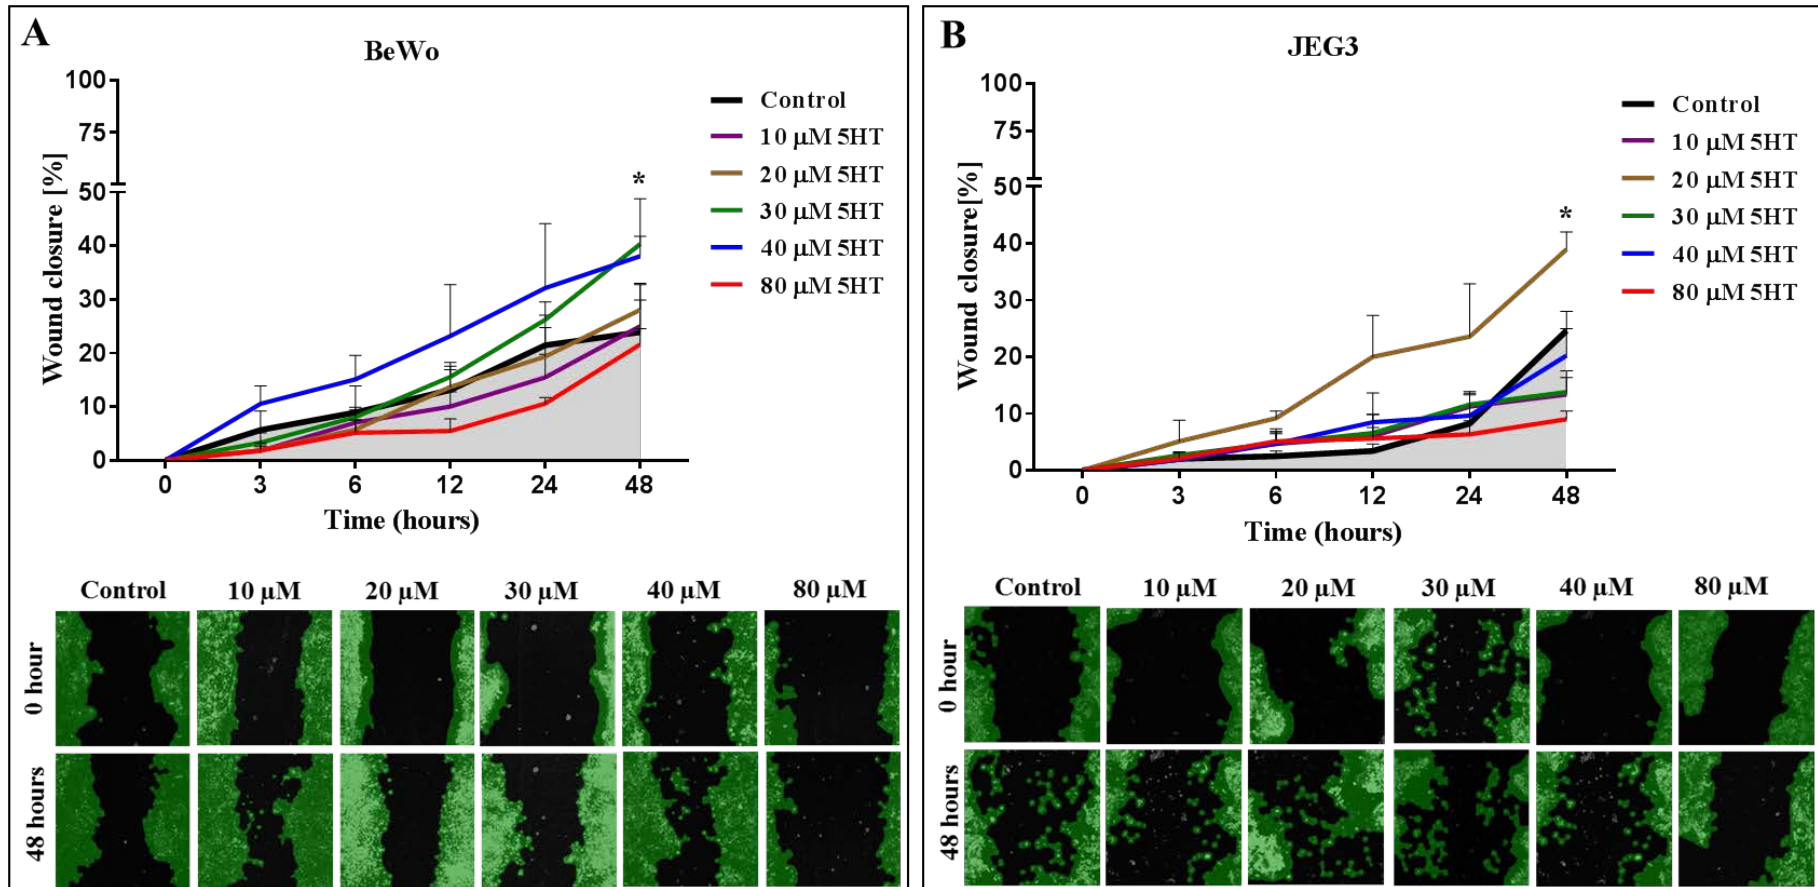 A
BeWo
Wound closure [%]
100
75
50
40
30
20
10
0
0 3 6 12 24 48
Time (hours)
*
Control
10 µM 5HT
20 µM 5HT
30 µM 5HT
40 µM 5HT
80 µM 5HT
Control 10 µM 20 µM 30 µM 40 µM 80 µM
0 hour
48 hours
B
JEG3
Wound closure[%]
100
75
50
40
30
20
10
0
0 3 6 12 24 48
Time (hours)
*
Control
10 µM 5HT
20 µM 5HT
30 µM 5HT
40 µM 5HT
80 µM 5HT
Control 10 µM 20 µM 30 µM 40 µM 80 µM
0 hour
48 hours